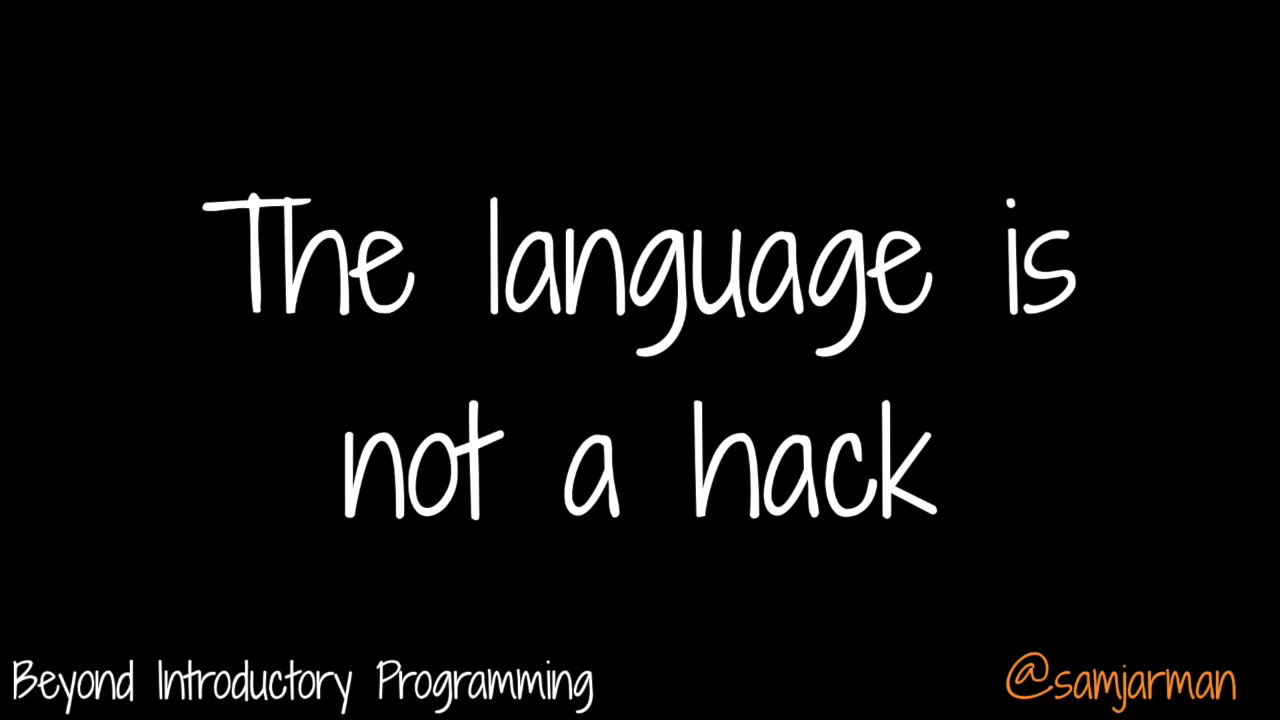 The language is
not a hack
Beyond Introductory Programming
@samjarman